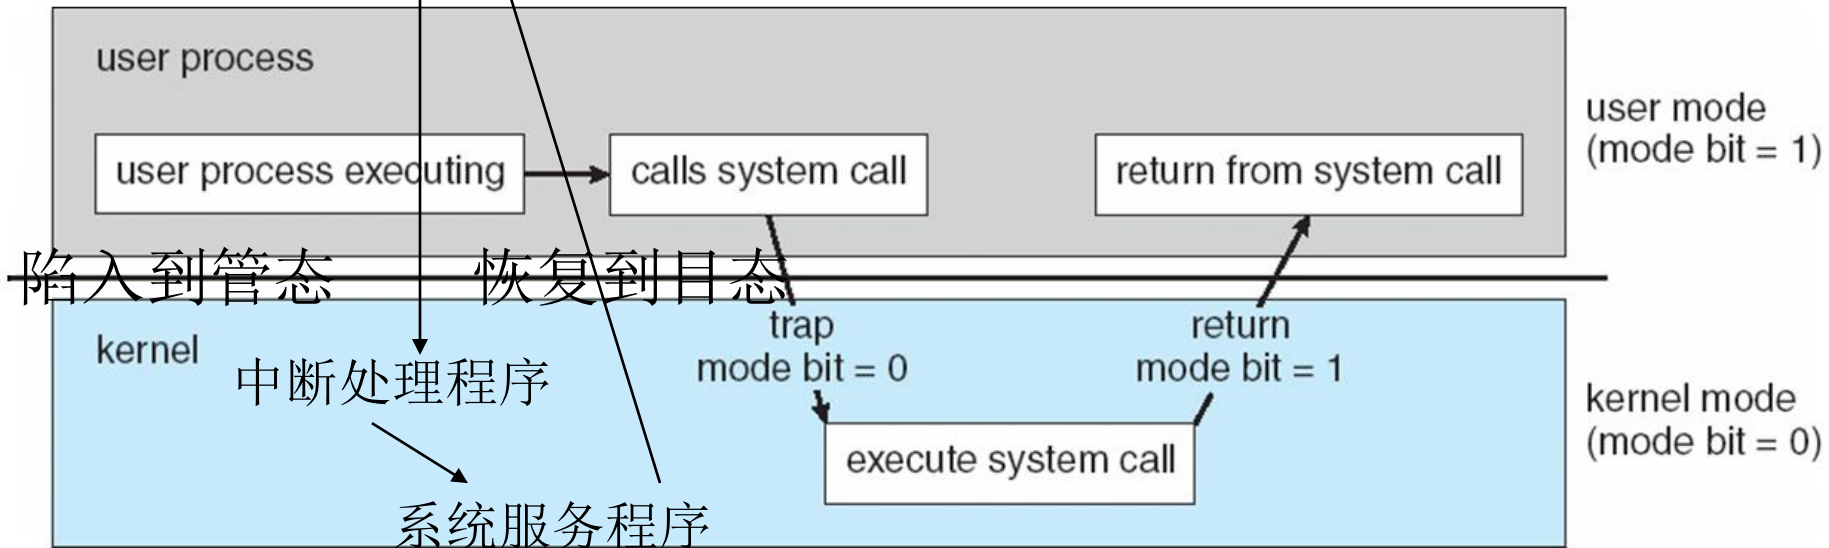 user process
user mode
(mode bit = 1)
user process executing
calls system call
return from system call
陷入到管态
恢复到目态
trap
mode bit = 0
return
mode bit = 1
kernel
中断处理程序
kernel mode
(mode bit = 0)
execute system call
系统服务程序